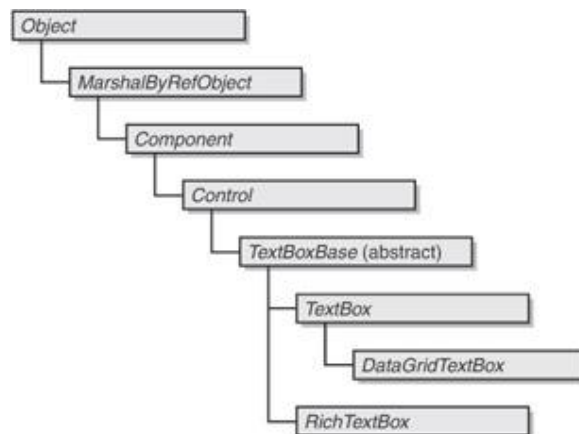 Object
MarshalByRefObject
Component
Control
TextBoxBase (abstract)
TextBox
DataGridTextBox
RichTextBox